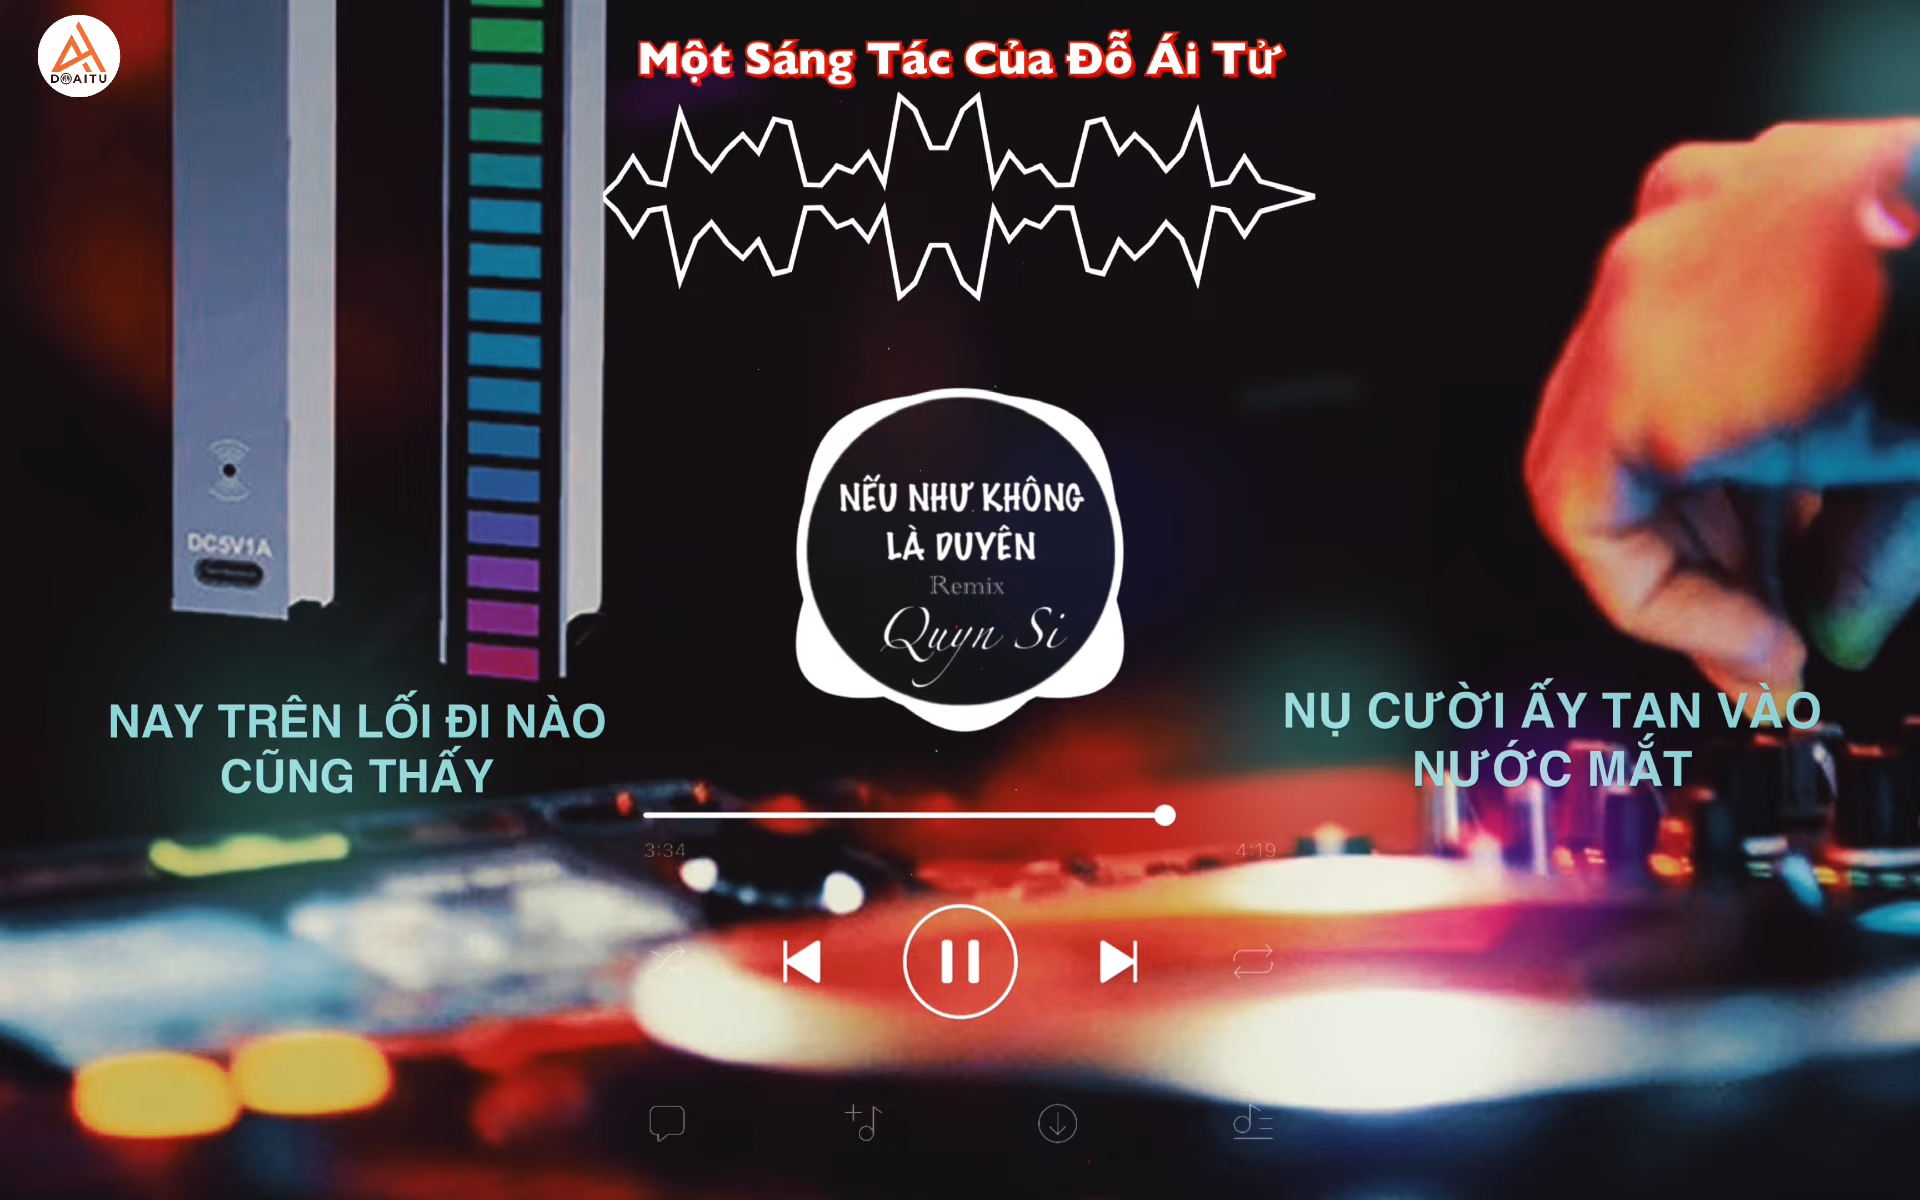 DOAITU
Một Sáng Tác Của Đỗ Ái Tử
DC5V1A
NẾU NHƯ KHÔNG
LÀ DUYÊN
Remix
Quyn Si
NAY TRÊN LỐI ĐI NÀO
CŨNG THẤY
NỤ CƯỜI ẤY TAN VÀO
NƯỚC MẮT
3:34
4:19